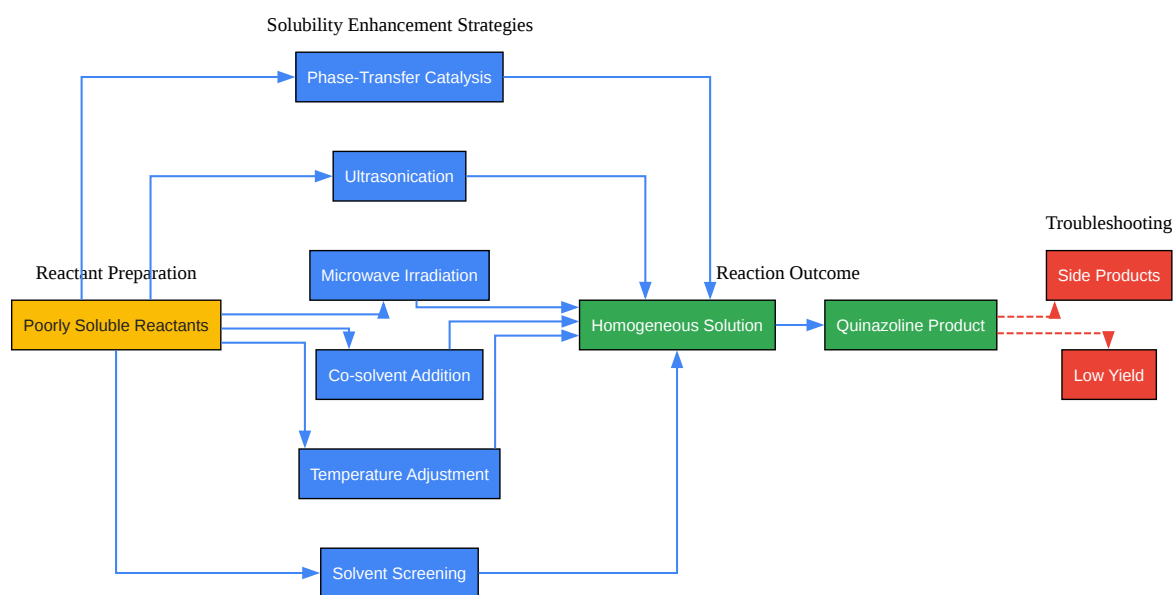 Solubility Enhancement Strategies
Phase-Transfer Catalysis
Ultrasonication
Troubleshooting
Reactant Preparation
Microwave Irradiation
Reaction Outcome
Side Products
Poorly Soluble Reactants
Homogeneous Solution
Quinazoline Product
Co-solvent Addition
Low Yield
Temperature Adjustment
Solvent Screening